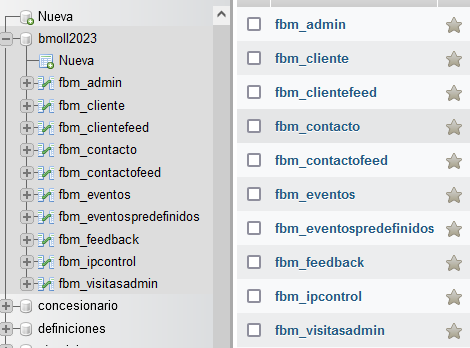 Nueva
bmoll2023
Nueva
fbm_admin
fbm_cliente
fbm_clientefeed
fbm_contacto
fbm_contactofeed
fbm_eventos
fbm_eventospredefinidos
fbm_feedback
fbm_ipcontrol
fbm_visitasadmin
concesionario
definiciones
fbm_admin
fbm_cliente
fbm_clientefeed
fbm_contacto
fbm_contactofeed
fbm_eventos
fbm_eventospredefinidos
fbm_feedback
fbm_ipcontrol
fbm_visitasadmin